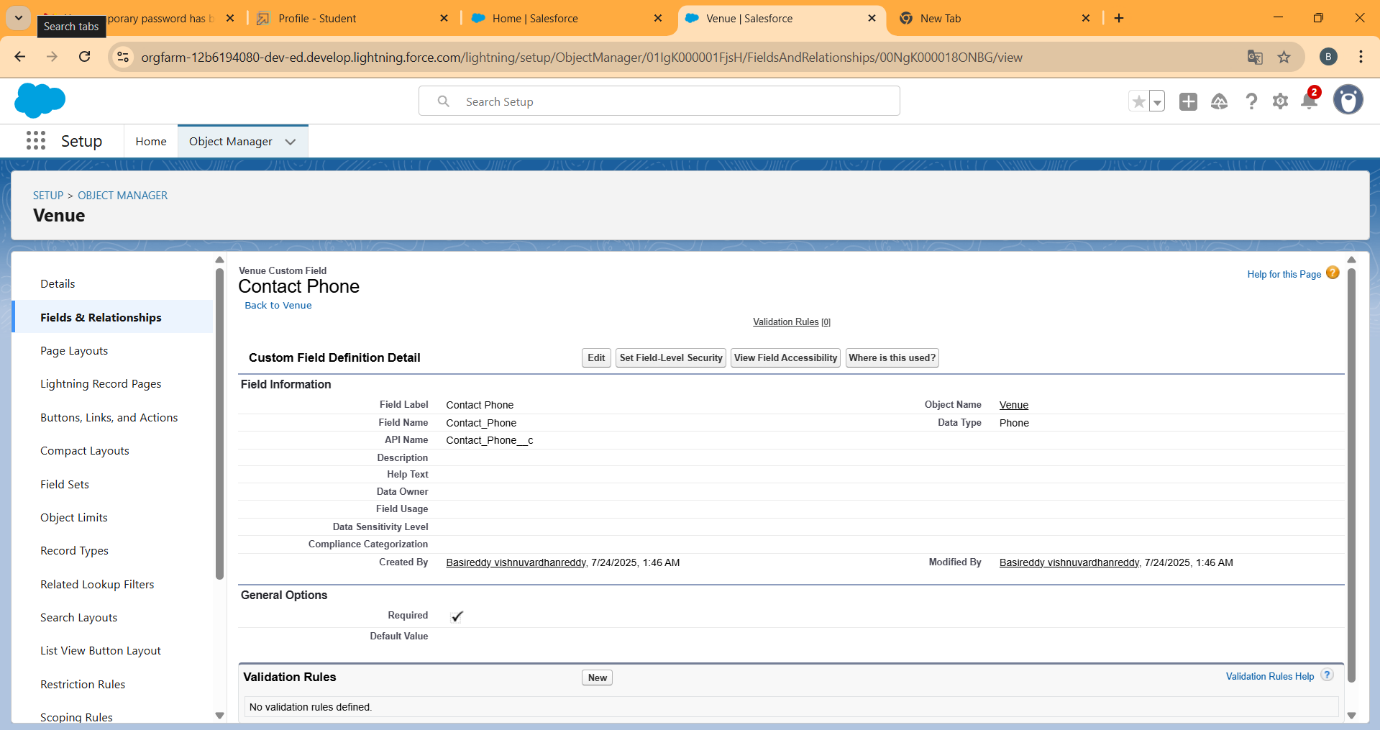 porary password has b
Profile - Student
Home | Salesforce
Venue | Salesforce
New Tab
Search tabs
orgfarm-12b6194080-dev-ed.develop.lightning.force.com/lightning/setup/ObjectManager/01IgK000001FjsH/FieldsAndRelationships/00NgK000018ONBG/view
B
Search Setup
2
Setup
Home
Object Manager
SETUP > OBJECT MANAGER
Venue
Details
Fields & Relationships
Page Layouts
Lightning Record Pages
Buttons, Links, and Actions
Compact Layouts
Field Sets
Object Limits
Record Types
Related Lookup Filters
Search Layouts
List View Button Layout
Restriction Rules
Scoping Rules
Venue Custom Field
Contact Phone
Back to Venue
Help for this Page ?
Validation Rules [0]
Custom Field Definition Detail
Edit
Set Field-Level Security
View Field Accessibility
Where is this used?
Field Information
Field Label Contact Phone Object Name Venue
Field Name Contact_Phone Data Type Phone
API Name Contact_Phone__c
Description
Help Text
Data Owner
Field Usage
Data Sensitivity Level
Compliance Categorization
Created By Basireddy vishnuvardhanreddy, 7/24/2025, 1:46 AM Modified By Basireddy vishnuvardhanreddy, 7/24/2025, 1:46 AM
General Options
Required ✓
Default Value
Validation Rules
New
Validation Rules Help ?
No validation rules defined.